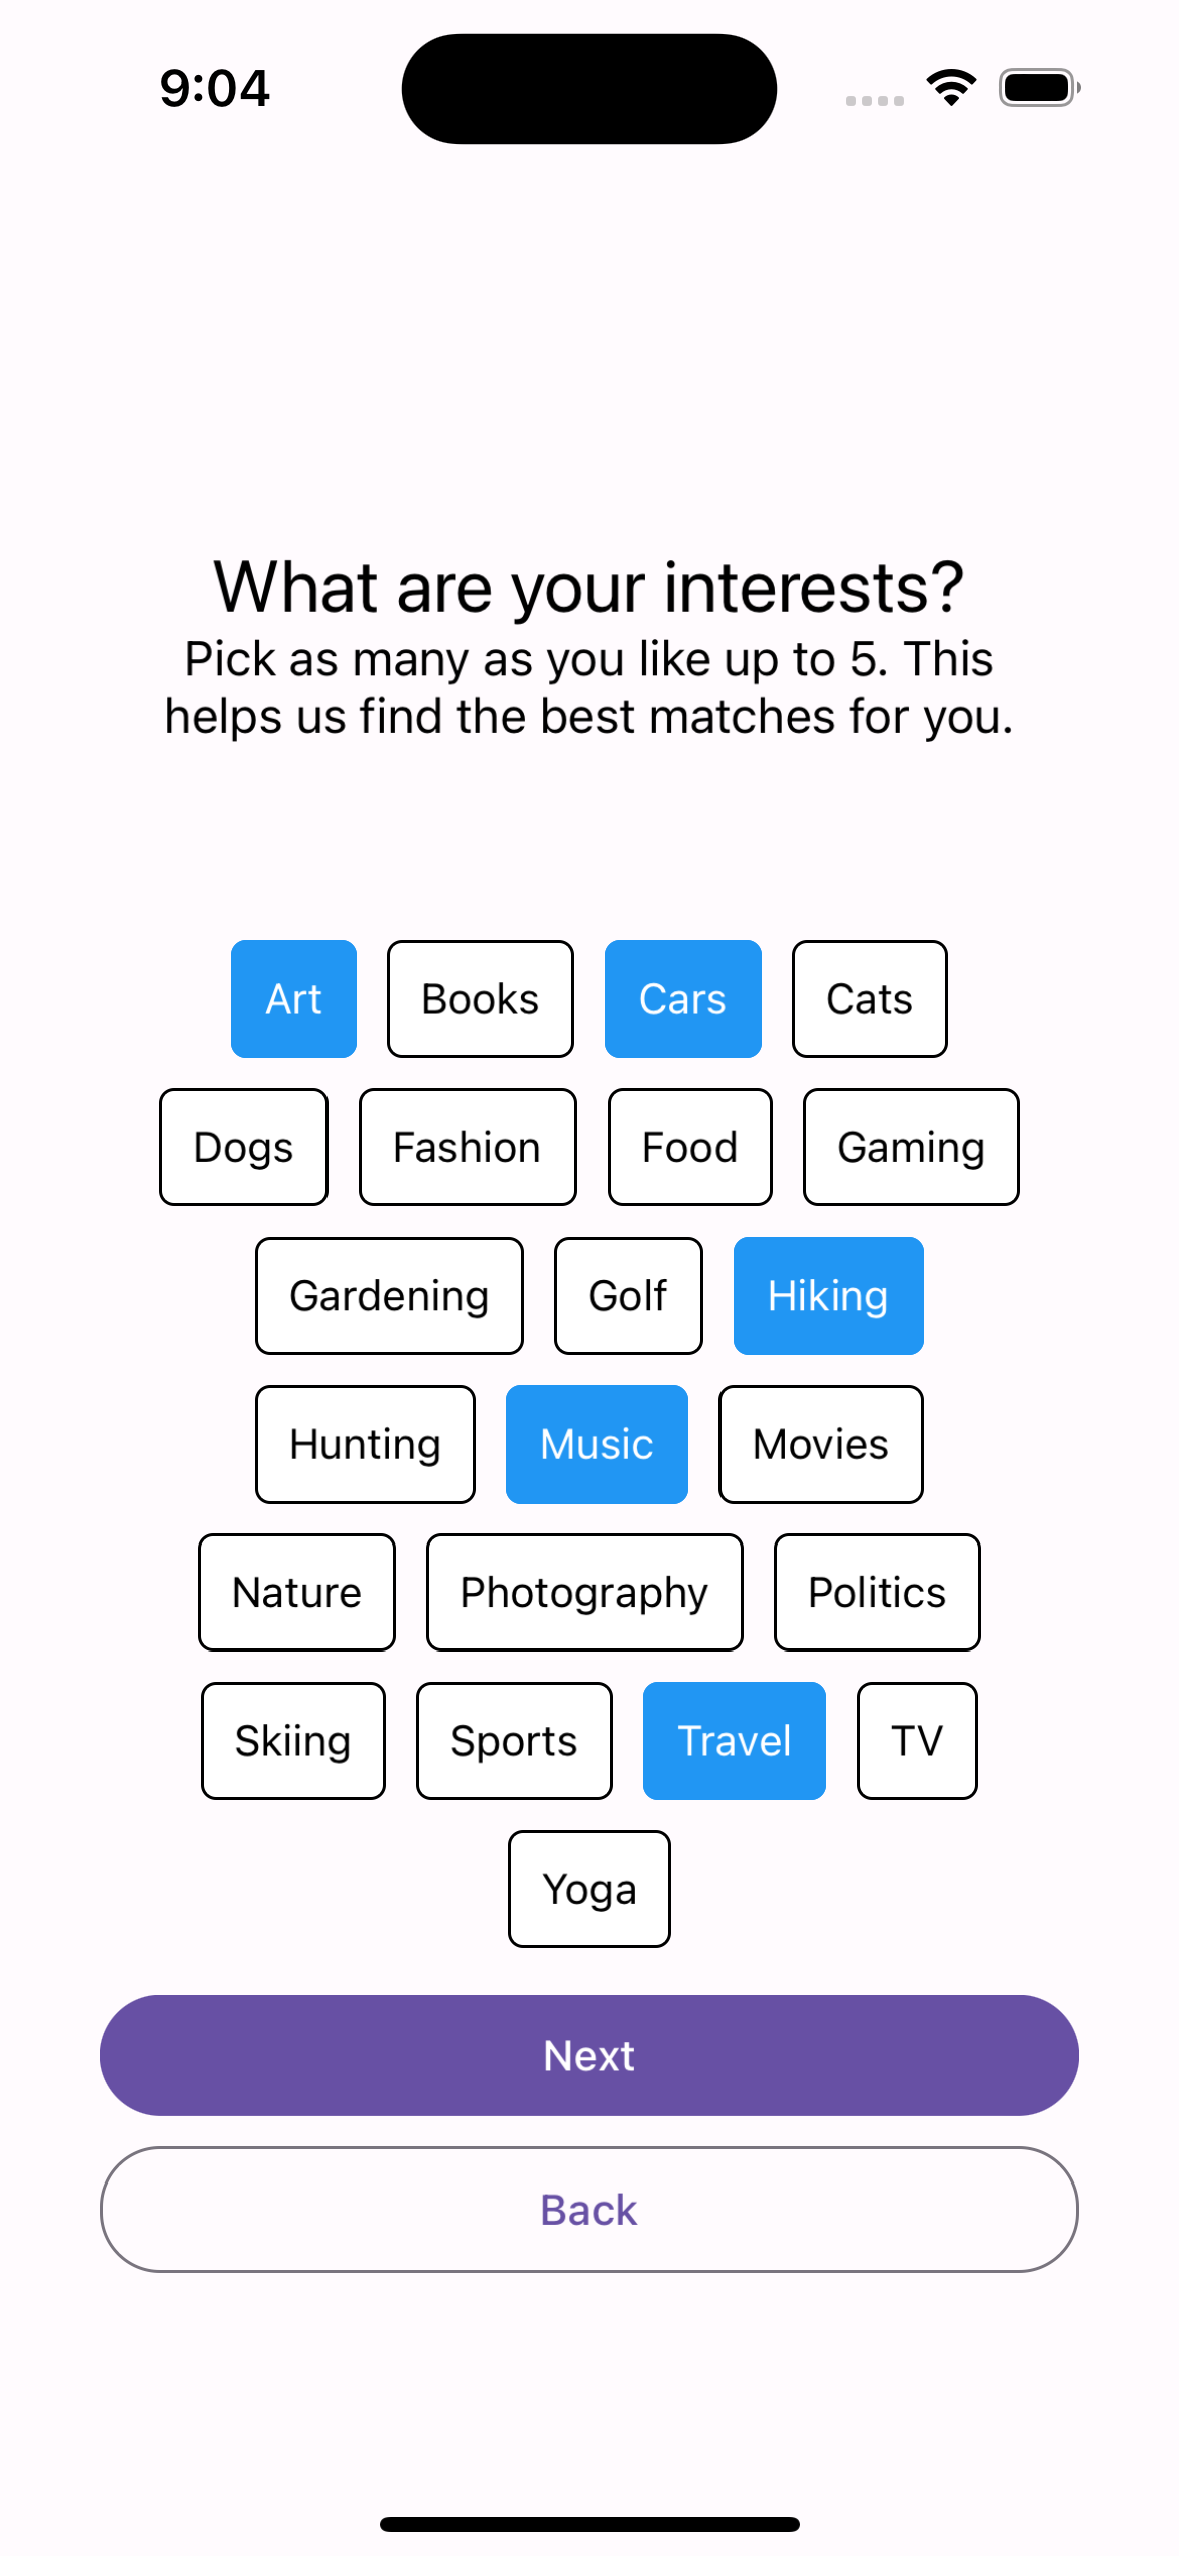 9:04
What are your interests?
Pick as many as you like up to 5. This
helps us find the best matches for you.
Art Books Cars Cats
Dogs Fashion Food Gaming
Gardening Golf Hiking
Hunting Music Movies
Nature Photography Politics
Skiing Sports Travel TV
Yoga
Next
Back